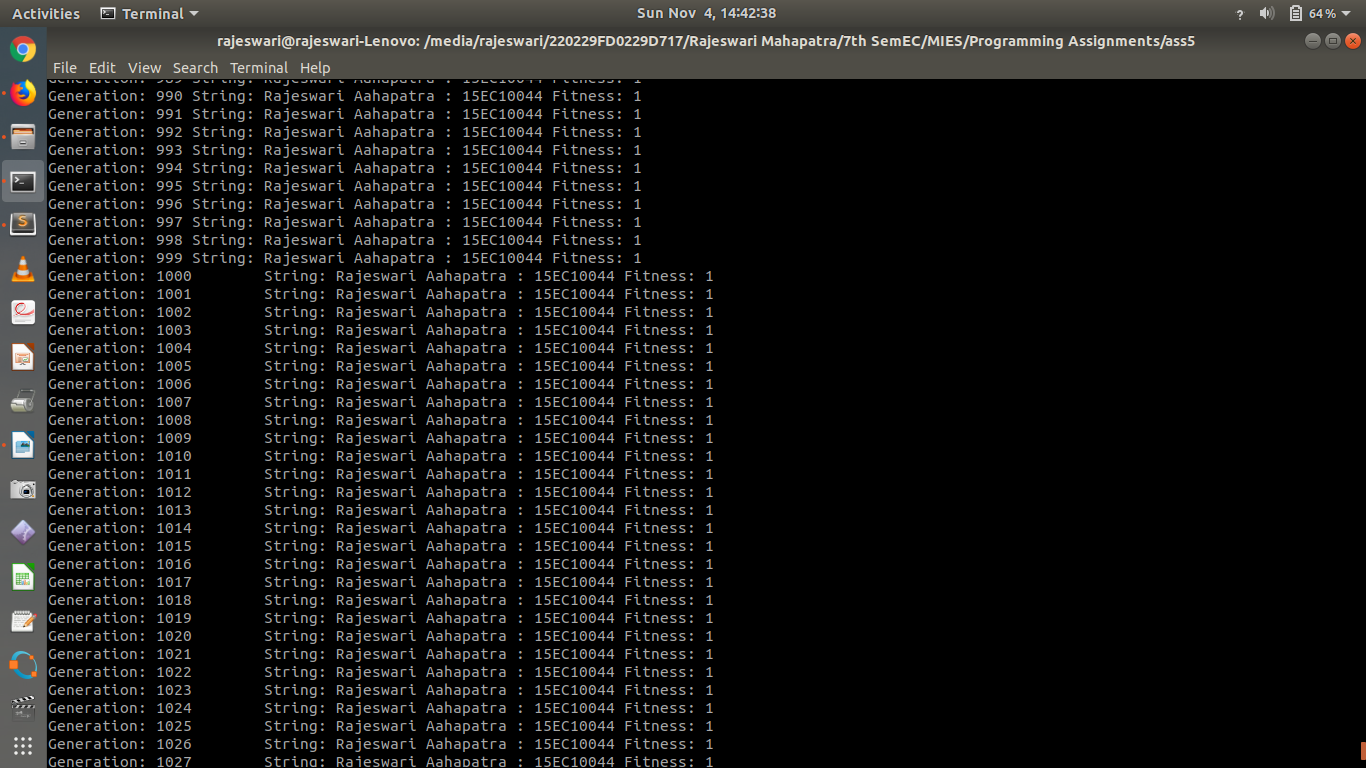 Activities Terminal Sun Nov 4, 14:42:38 ? 64%
rajeswari@rajeswari-Lenovo: /media/rajeswari/220229FD0229D717/Rajeswari Mahapatra/7th SemEC/MIES/Programming Assignments/ass5
File Edit View Search Terminal Help
Generation: 989 String: Rajeswari Aahapatra : 15EC10044 Fitness: 1
Generation: 990 String: Rajeswari Aahapatra : 15EC10044 Fitness: 1
Generation: 991 String: Rajeswari Aahapatra : 15EC10044 Fitness: 1
Generation: 992 String: Rajeswari Aahapatra : 15EC10044 Fitness: 1
Generation: 993 String: Rajeswari Aahapatra : 15EC10044 Fitness: 1
Generation: 994 String: Rajeswari Aahapatra : 15EC10044 Fitness: 1
Generation: 995 String: Rajeswari Aahapatra : 15EC10044 Fitness: 1
Generation: 996 String: Rajeswari Aahapatra : 15EC10044 Fitness: 1
Generation: 997 String: Rajeswari Aahapatra : 15EC10044 Fitness: 1
Generation: 998 String: Rajeswari Aahapatra : 15EC10044 Fitness: 1
Generation: 999 String: Rajeswari Aahapatra : 15EC10044 Fitness: 1
Generation: 1000 String: Rajeswari Aahapatra : 15EC10044 Fitness: 1
Generation: 1001 String: Rajeswari Aahapatra : 15EC10044 Fitness: 1
Generation: 1002 String: Rajeswari Aahapatra : 15EC10044 Fitness: 1
Generation: 1003 String: Rajeswari Aahapatra : 15EC10044 Fitness: 1
Generation: 1004 String: Rajeswari Aahapatra : 15EC10044 Fitness: 1
Generation: 1005 String: Rajeswari Aahapatra : 15EC10044 Fitness: 1
Generation: 1006 String: Rajeswari Aahapatra : 15EC10044 Fitness: 1
Generation: 1007 String: Rajeswari Aahapatra : 15EC10044 Fitness: 1
Generation: 1008 String: Rajeswari Aahapatra : 15EC10044 Fitness: 1
Generation: 1009 String: Rajeswari Aahapatra : 15EC10044 Fitness: 1
Generation: 1010 String: Rajeswari Aahapatra : 15EC10044 Fitness: 1
Generation: 1011 String: Rajeswari Aahapatra : 15EC10044 Fitness: 1
Generation: 1012 String: Rajeswari Aahapatra : 15EC10044 Fitness: 1
Generation: 1013 String: Rajeswari Aahapatra : 15EC10044 Fitness: 1
Generation: 1014 String: Rajeswari Aahapatra : 15EC10044 Fitness: 1
Generation: 1015 String: Rajeswari Aahapatra : 15EC10044 Fitness: 1
Generation: 1016 String: Rajeswari Aahapatra : 15EC10044 Fitness: 1
Generation: 1017 String: Rajeswari Aahapatra : 15EC10044 Fitness: 1
Generation: 1018 String: Rajeswari Aahapatra : 15EC10044 Fitness: 1
Generation: 1019 String: Rajeswari Aahapatra : 15EC10044 Fitness: 1
Generation: 1020 String: Rajeswari Aahapatra : 15EC10044 Fitness: 1
Generation: 1021 String: Rajeswari Aahapatra : 15EC10044 Fitness: 1
Generation: 1022 String: Rajeswari Aahapatra : 15EC10044 Fitness: 1
Generation: 1023 String: Rajeswari Aahapatra : 15EC10044 Fitness: 1
Generation: 1024 String: Rajeswari Aahapatra : 15EC10044 Fitness: 1
Generation: 1025 String: Rajeswari Aahapatra : 15EC10044 Fitness: 1
Generation: 1026 String: Rajeswari Aahapatra : 15EC10044 Fitness: 1
Generation: 1027 String: Rajeswari Aahapatra : 15EC10044 Fitness: 1